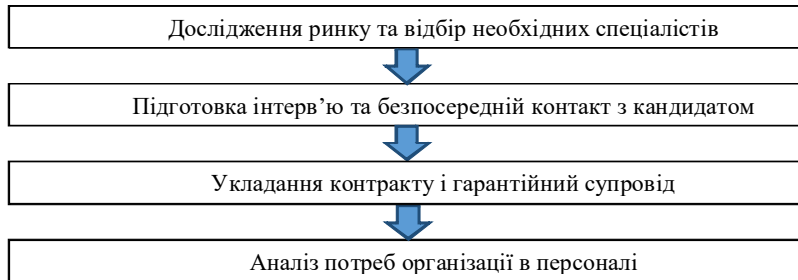 Дослідження ринку та відбір необхідних спеціалістів
Підготовка інтерв’ю та безпосередній контакт з кандидатом
Укладання контракту і гарантійний супровід
Аналіз потреб організації в персоналі